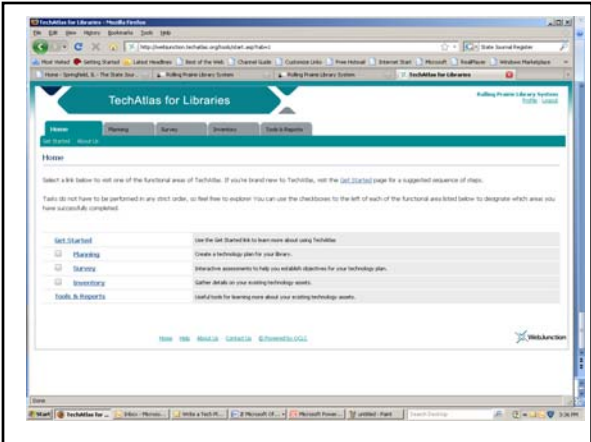 TechAtlas for Libraries - Mozilla Firefox
File Edit View History Bookmarks Tools Help
http://webjunction.techatlas.org/tools/start.asp?tab=1
State Journal Register
Most Visited Getting Started Latest Headlines Best of the Web Channel Guide Customize Links Free Hotmail Internet Start Microsoft RealPlayer Windows Marketplace
Home - Springfield, IL - The State Jour... Rolling Prairie Library System Rolling Prairie Library System TechAtlas for Libraries
Rolling Prairie Library System
Profile Logout
TechAtlas for Libraries
Home Planning Survey Inventory Tools & Reports
Get Started About Us
Home
Select a link below to visit one of the functional areas of TechAtlas. If you're brand new to TechAtlas, visit the Get Started page for a suggested sequence of steps.
Tasks do not have to be performed in any strict order, so feel free to explore! You can use the checkboxes to the left of each of the functional area listed below to designate which areas you
have successfully completed.
Get Started Use the Get Started link to learn more about using TechAtlas
Planning Create a technology plan for your library.
Survey Interactive assessments to help you establish objectives for your technology plan.
Inventory Gather details on your existing technology assets.
Tools & Reports Useful tools for learning more about your existing technology assets.
Home Help About Us Contact Us © Powered by OCLC
WebJunction
Done
Start TechAtlas for ... Inbox - Micros... Write a Tech Pl... 2 Microsoft Of... Microsoft Power... untitled - Paint Search Desktop 3:36 PM